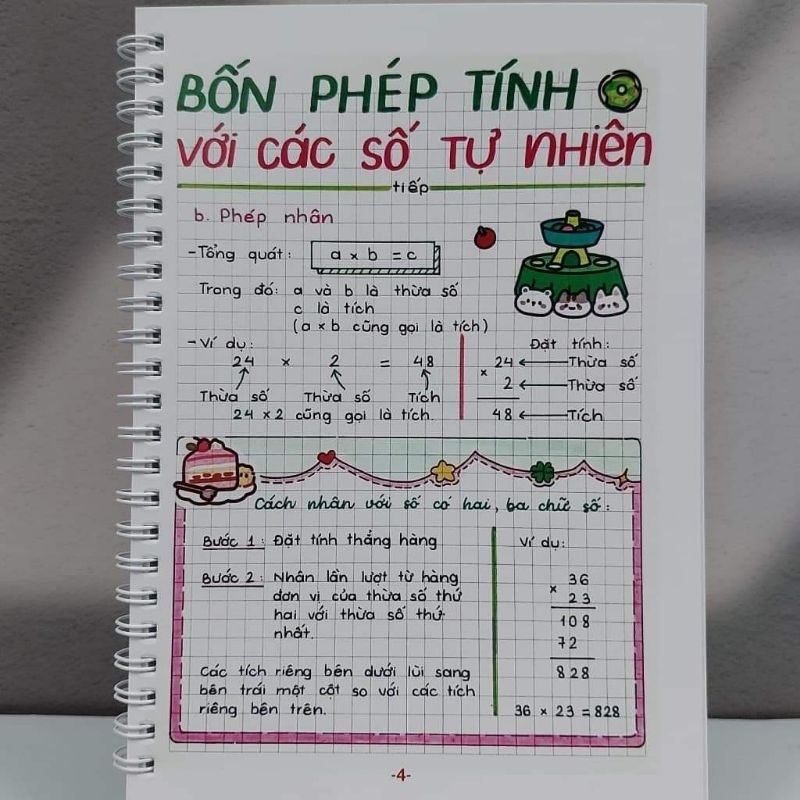 BỐN PHÉP TÍNH
VỚI CÁC SỐ TỰ NHIÊN
tiếp
b. Phép nhân
- Tổng quát: a × b = c
Trong đó: a và b là thừa số
c là tích
(a × b cũng gọi là tích)
- Ví dụ:
24 × 2 = 48
Thừa số Thừa số Tích
24 × 2 cũng gọi là tích.
Đặt tính:
24 Thừa số
×
2 Thừa số
48 Tích
Cách nhân với số có hai, ba chữ số:
Bước 1: Đặt tính thẳng hàng
Bước 2: Nhân lần lượt từ hàng
đơn vị của thừa số thứ
hai với thừa số thứ
nhất.
Các tích riêng bên dưới lùi sang
bên trái một cột so với các tích
riêng bên trên.
Ví dụ:
36
×
23
108
72
828
36 × 23 = 828
-4-